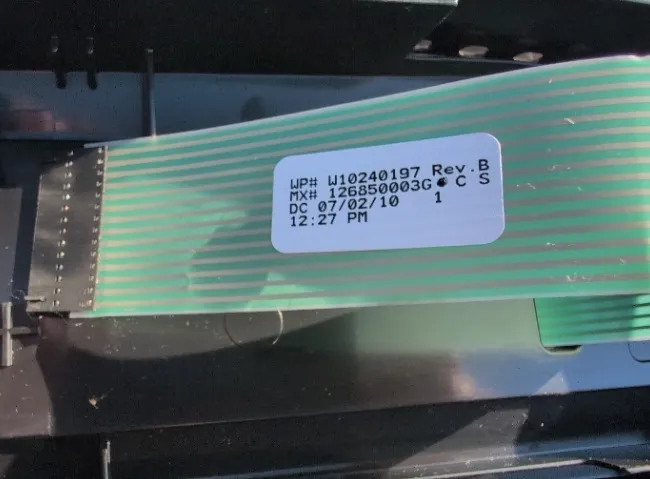 WP# W10240197 Rev.B
MX# 126850003G C S
DC 07/02/10 1
12:27 PM